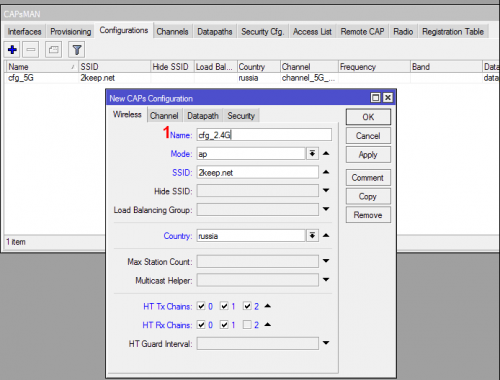 CAPsMAN
Interfaces Provisioning Configurations Channels Datapaths Security Cfg. Access List Remote CAP Radio Registration Table
Name SSID Hide SSID Load Bal... Country Channel Frequency Band Data
cfg_5G 2keep.net russia channel_5G_... data
New CAPs Configuration
Wireless Channel Datapath Security
1 Name: cfg_2.4G
Mode: ap
SSID: 2keep.net
Hide SSID:
Load Balancing Group:
Country: russia
Max Station Count:
Multicast Helper:
HT Tx Chains: 0 1 2
HT Rx Chains: 0 1 2
HT Guard Interval:
OK
Cancel
Apply
Comment
Copy
Remove
1 item